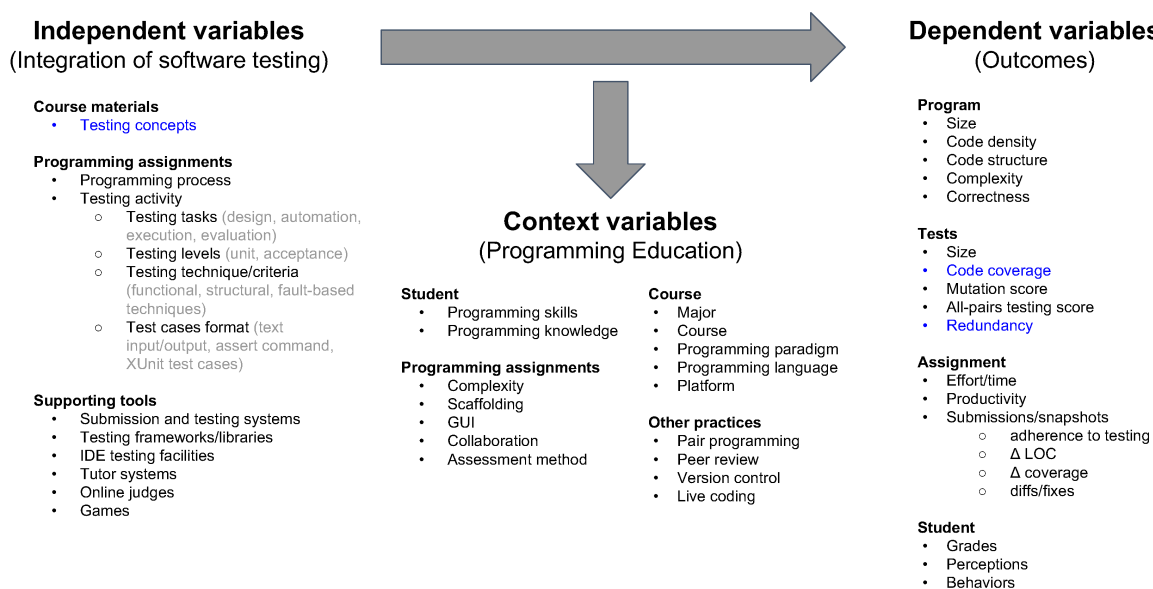 Independent variables
(Integration of software testing)
Course materials
• Testing concepts
Programming assignments
• Programming process
• Testing activity
○ Testing tasks (design, automation,
execution, evaluation)
○ Testing levels (unit, acceptance)
○ Testing technique/criteria
(functional, structural, fault-based
techniques)
○ Test cases format (text
input/output, assert command,
XUnit test cases)
Supporting tools
• Submission and testing systems
• Testing frameworks/libraries
• IDE testing facilities
• Tutor systems
• Online judges
• Games
Context variables
(Programming Education)
Student
• Programming skills
• Programming knowledge
Programming assignments
• Complexity
• Scaffolding
• GUI
• Collaboration
• Assessment method
Course
• Major
• Course
• Programming paradigm
• Programming language
• Platform
Other practices
• Pair programming
• Peer review
• Version control
• Live coding
Dependent variables
(Outcomes)
Program
• Size
• Code density
• Code structure
• Complexity
• Correctness
Tests
• Size
• Code coverage
• Mutation score
• All-pairs testing score
• Redundancy
Assignment
• Effort/time
• Productivity
• Submissions/snapshots
○ adherence to testing
○ Δ LOC
○ Δ coverage
○ diffs/fixes
Student
• Grades
• Perceptions
• Behaviors